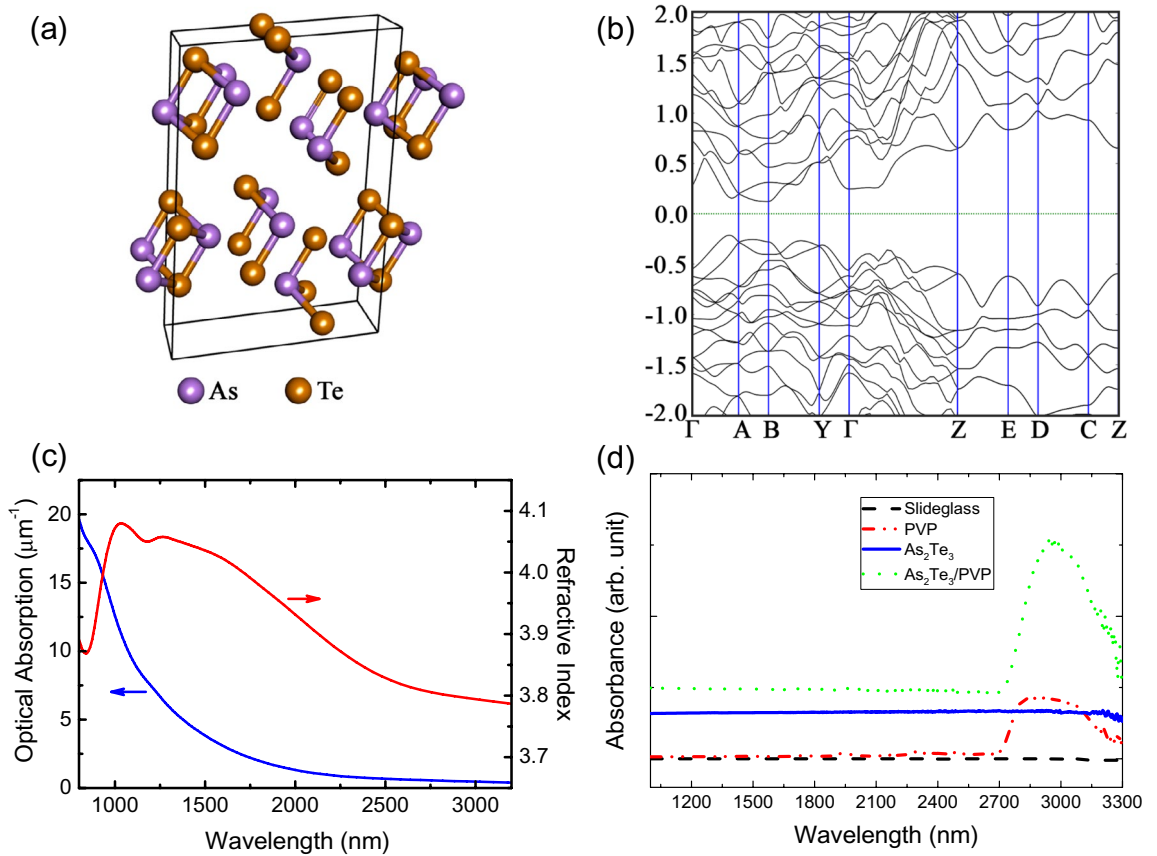 (a)
As
Te
(b)
2.0
1.5
1.0
0.5
0.0
-0.5
-1.0
-1.5
-2.0
Γ A B Y Γ Z E D C Z
(c)
Optical Absorption (μm⁻¹)
20
15
10
5
0
4.1
4.0
3.9
3.8
3.7
Refractive Index
1000 1500 2000 2500 3000
Wavelength (nm)
(d)
Absorbance (arb. unit)
Slideglass
PVP
As₂Te₃
As₂Te₃/PVP
1200 1500 1800 2100 2400 2700 3000 3300
Wavelength (nm)